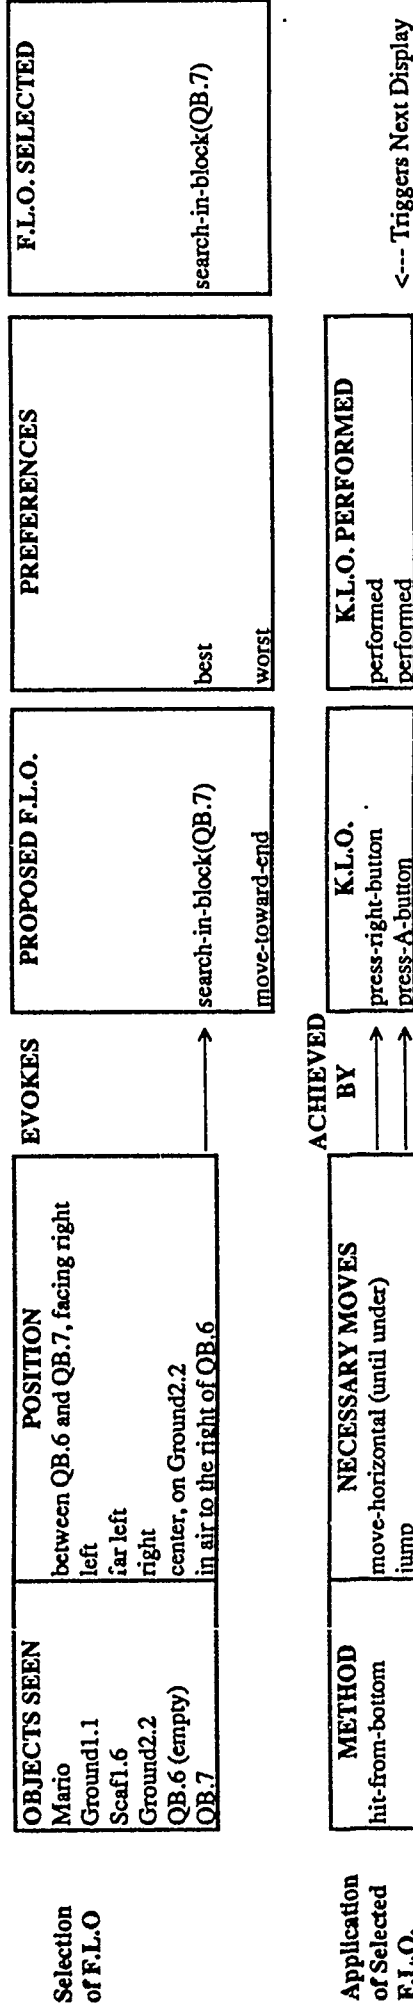 Selection
of F.L.O
OBJECTS SEEN POSITION
Mario between QB.6 and QB.7, facing right
Ground1.1 left
Scaf1.6 far left
Ground2.2 right
QB.6 (empty) center, on Ground2.2
QB.7 in air to the right of QB.6
EVOKES
PROPOSED F.L.O.
search-in-block(QB.7)
move-toward-end
PREFERENCES
best
worst
F.L.O. SELECTED
search-in-block(QB.7)
Application
of Selected
F.L.O.
METHOD NECESSARY MOVES
hit-from-bottom move-horizontal (until under)
jump
ACHIEVED
BY
K.L.O.
press-right-button
press-A-button
K.L.O. PERFORMED
performed
performed
<--- Triggers Next Display